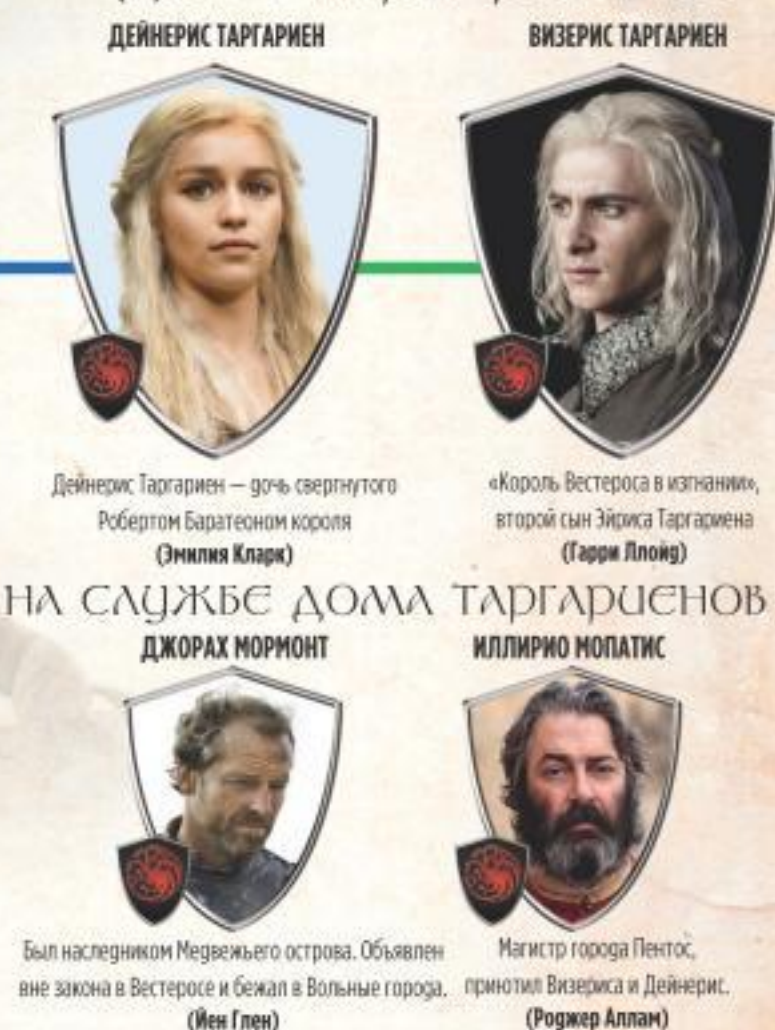 ДЕЙНЕРИС ТАРГАРИЕН
ВИЗЕРИС ТАРГАРИЕН
Дейнерис Таргариен — дочь свергнутого
Робертом Баратеоном короля
(Эмилия Кларк)
«Король Вестероса в изгнании»,
второй сын Эйриса Таргариена
(Гарри Ллойд)
НА СЛУЖБЕ ДОМА ТАРГАРИЕНОВ
ДЖОРАХ МОРМОНТ
ИЛЛИРИО МОПАТИС
Был наследником Медвежьего острова. Объявлен
вне закона в Вестеросе и бежал в Вольные города.
(Йен Глен)
Магистр города Пентос,
приютил Визериса и Дейнерис.
(Роджер Аллам)